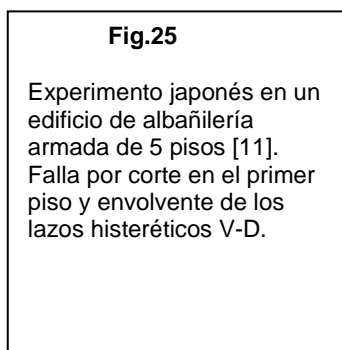 Fig.25
Experimento japonés en un
edificio de albañilería
armada de 5 pisos [11].
Falla por corte en el primer
piso y envolvente de los
lazos histeréticos V-D.